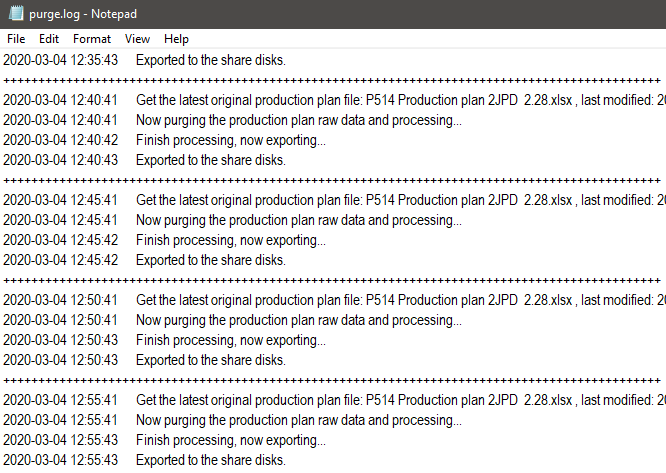 purge.log - Notepad
File Edit Format View Help
2020-03-04 12:35:43 Exported to the share disks.
++++++++++++++++++++++++++++++++++++++++++++++++++++++++++++++++++++++++++
2020-03-04 12:40:41 Get the latest original production plan file: P514 Production plan 2JPD  2.28.xlsx , last modified: 20
2020-03-04 12:40:41 Now purging the production plan raw data and processing...
2020-03-04 12:40:42 Finish processing, now exporting...
2020-03-04 12:40:43 Exported to the share disks.
++++++++++++++++++++++++++++++++++++++++++++++++++++++++++++++++++++++++++
2020-03-04 12:45:41 Get the latest original production plan file: P514 Production plan 2JPD  2.28.xlsx , last modified: 20
2020-03-04 12:45:41 Now purging the production plan raw data and processing...
2020-03-04 12:45:42 Finish processing, now exporting...
2020-03-04 12:45:42 Exported to the share disks.
++++++++++++++++++++++++++++++++++++++++++++++++++++++++++++++++++++++++++
2020-03-04 12:50:41 Get the latest original production plan file: P514 Production plan 2JPD  2.28.xlsx , last modified: 20
2020-03-04 12:50:41 Now purging the production plan raw data and processing...
2020-03-04 12:50:43 Finish processing, now exporting...
2020-03-04 12:50:43 Exported to the share disks.
++++++++++++++++++++++++++++++++++++++++++++++++++++++++++++++++++++++++++
2020-03-04 12:55:41 Get the latest original production plan file: P514 Production plan 2JPD  2.28.xlsx , last modified: 20
2020-03-04 12:55:41 Now purging the production plan raw data and processing...
2020-03-04 12:55:43 Finish processing, now exporting...
2020-03-04 12:55:43 Exported to the share disks.